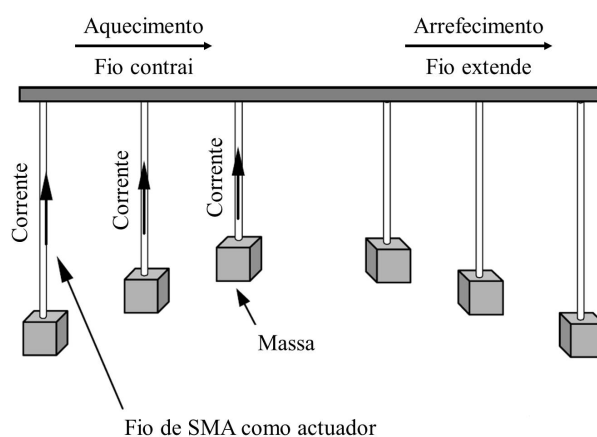 Aquecimento
Fio contrai
Arrefecimento
Fio extende
Corrente
Corrente
Corrente
Massa
Fio de SMA como actuador